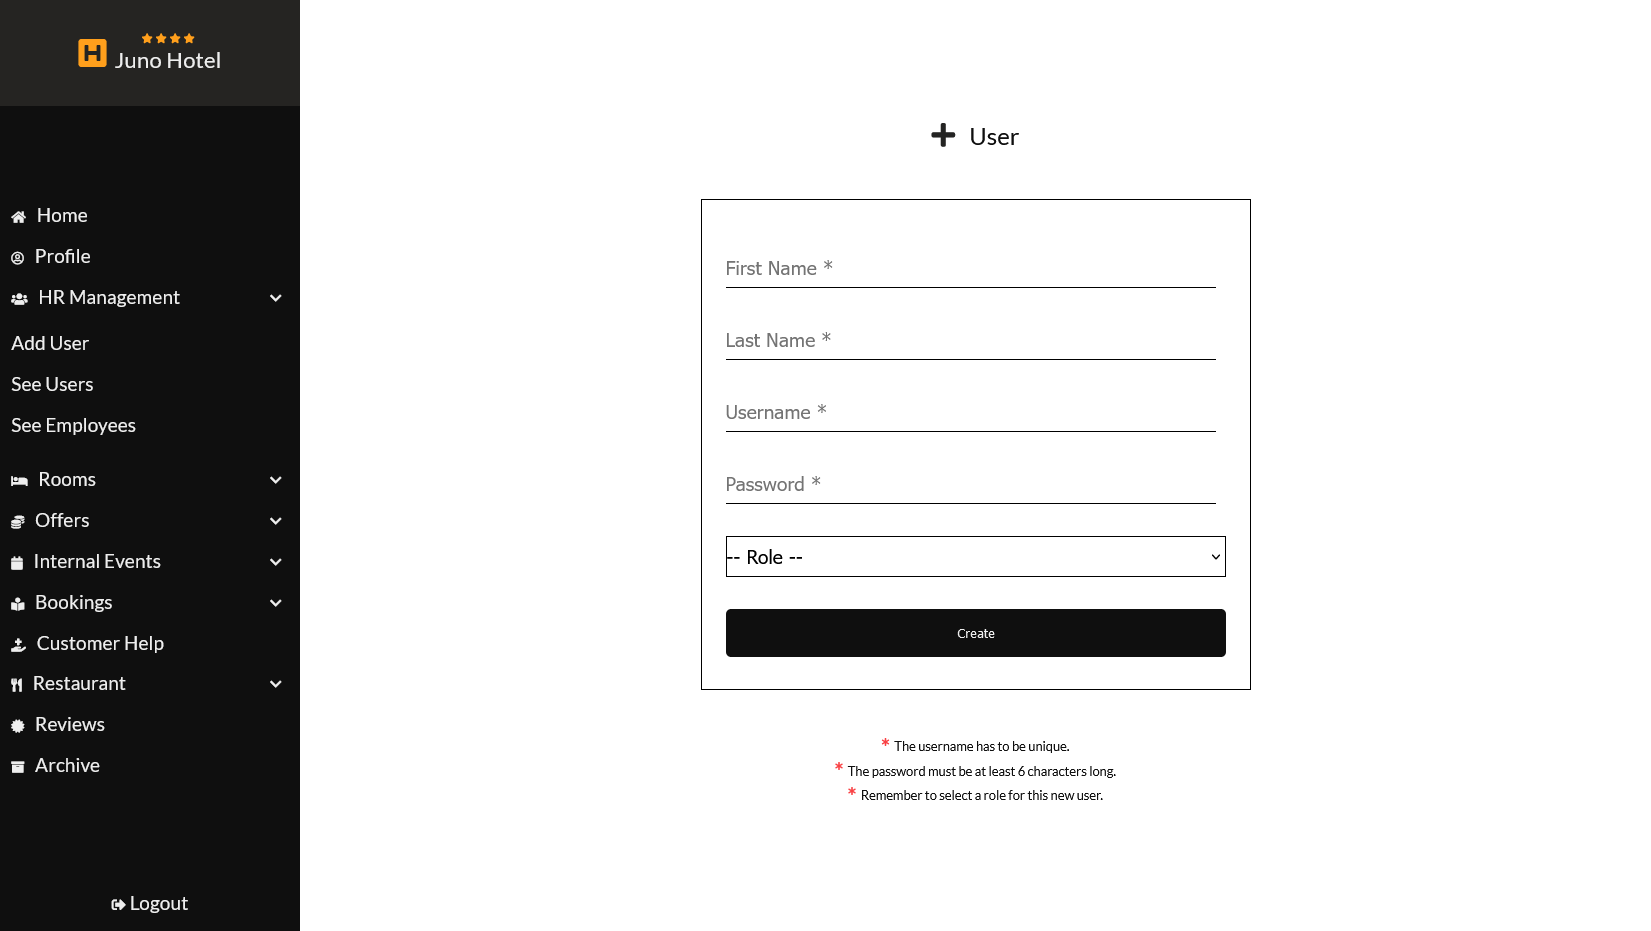 H
Juno Hotel
Home
Profile
HR Management
Add User
See Users
See Employees
Rooms
Offers
Internal Events
Bookings
Customer Help
Restaurant
Reviews
Archive
Logout
User
First Name *
Last Name *
Username *
Password *
-- Role --
Create
* The username has to be unique.
* The password must be at least 6 characters long.
* Remember to select a role for this new user.